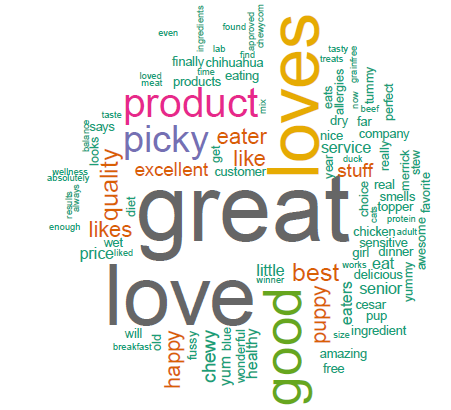 even
ingredients
found
approved
chewycom
loves
lab
find
finally
chihuahua
tasty
treats
loved
meat
time
products
eating
grainfree
product
mix
eats
allergies
now
tummy
beef
perfect
taste
balance
says
looks
picky
eater
get
like
dry
far
nice
company
service
really
wellness
absolutely
quality
excellent
customer
year
duck
stuff
merrick
stew
results
always
diet
great
choice
real
smells
topper
favorite
cats
protein
enough
likes
wet
chicken
adult
sensitive
awesome
price
liked
girl
dinner
love
little
winner
best
works
eat
delicious
yummy
senior
good
puppy
eaters
cesar
pup
size
ingredient
will
breakfast
old
happy
fussy
chewy
yum
blue
wonderful
healthy
amazing
free